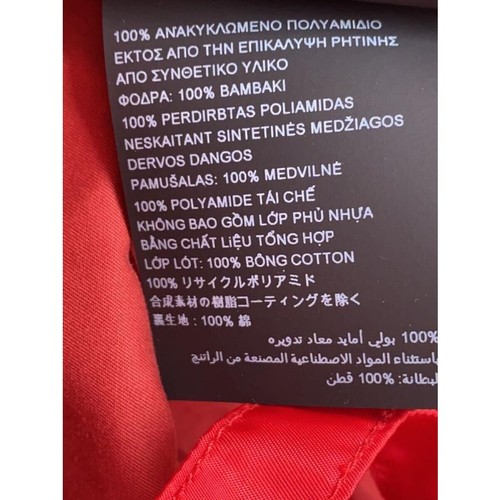 100% ΑΝΑΚΥΚΛΩΜΕΝΟ ΠΟΛΥΑΜΙΔΙΟ
ΕΚΤΟΣ ΑΠΟ ΤΗΝ ΕΠΙΚΑΛΥΨΗ ΡΗΤΙΝΗΣ
ΑΠΟ ΣΥΝΘΕΤΙΚΟ ΥΛΙΚΟ
ΦΟΔΡΑ: 100% ΒΑΜΒΑΚΙ
100% PERDIRBTAS POLIAMIDAS
NESKAITANT SINTETINĖS MEDŽIAGOS
DERVOS DANGOS
PAMUŠALAS: 100% MEDVILNĖ
100% POLYAMIDE TÁI CHẾ
KHÔNG BAO GỒM LỚP PHỦ NHỰA
BẰNG CHẤT LIỆU TỔNG HỢP
LỚP LÓT: 100% BÔNG COTTON
100% リサイクルポリアミド
合成素材の樹脂コーティングを除く
裏生地：100% 綿
100% بولي أمايد معاد تدويره
باستثناء المواد الاصطناعية المصنعة من الراتنج
البطانة: 100% قطن